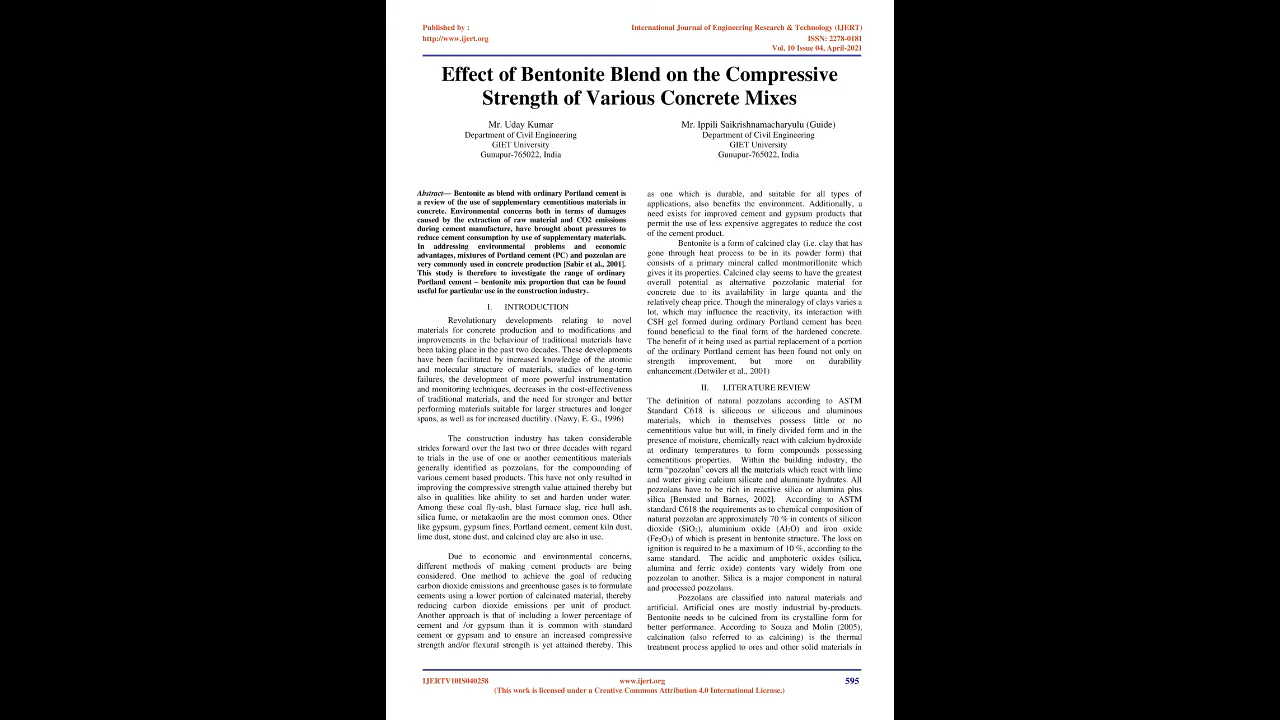 Published by :
http://www.ijert.org
International Journal of Engineering Research & Technology (IJERT)
ISSN: 2278-0181
Vol. 10 Issue 04, April-2021
Effect of Bentonite Blend on the Compressive
Strength of Various Concrete Mixes
Mr. Uday Kumar
Department of Civil Engineering
GIET University
Gunupur-765022, India
Mr. Ippili Saikrishnamacharyulu (Guide)
Department of Civil Engineering
GIET University
Gunupur-765022, India
Abstract— Bentonite as blend with ordinary Portland cement is
a review of the use of supplementary cementitious materials in
concrete. Environmental concerns both in terms of damages
caused by the extraction of raw material and CO2 emissions
during cement manufacture, have brought about pressures to
reduce cement consumption by use of supplementary materials.
In addressing environmental problems and economic
advantages, mixtures of Portland cement (PC) and pozzolan are
very commonly used in concrete production [Sabir et al., 2001].
This study is therefore to investigate the range of ordinary
Portland cement – bentonite mix proportion that can be found
useful for particular use in the construction industry.
I. INTRODUCTION
Revolutionary developments relating to novel
materials for concrete production and to modifications and
improvements in the behaviour of traditional materials have
been taking place in the past two decades. These developments
have been facilitated by increased knowledge of the atomic
and molecular structure of materials, studies of long-term
failures, the development of more powerful instrumentation
and monitoring techniques, decreases in the cost-effectiveness
of traditional materials, and the need for stronger and better
performing materials suitable for larger structures and longer
spans, as well as for increased ductility. (Nawy, E. G., 1996)
The construction industry has taken considerable
strides forward over the last two or three decades with regard
to trials in the use of one or another cementitious materials
generally identified as pozzolans, for the compounding of
various cement based products. This have not only resulted in
improving the compressive strength value attained thereby but
also in qualities like ability to set and harden under water.
Among these coal fly-ash, blast furnace slag, rice hull ash,
silica fume, or metakaolin are the most common ones. Other
like gypsum, gypsum fines, Portland cement, cement kiln dust,
lime dust, stone dust, and calcined clay are also in use.
Due to economic and environmental concerns,
different methods of making cement products are being
considered. One method to achieve the goal of reducing
carbon dioxide emissions and greenhouse gases is to formulate
cements using a lower portion of calcinated material, thereby
reducing carbon dioxide emissions per unit of product.
Another approach is that of including a lower percentage of
cement and /or gypsum than it is common with standard
cement or gypsum and to ensure an increased compressive
strength and/or flexural strength is yet attained thereby. This
as one which is durable, and suitable for all types of
applications, also benefits the environment. Additionally, a
need exists for improved cement and gypsum products that
permit the use of less expensive aggregates to reduce the cost
of the cement product.
Bentonite is a form of calcined clay (i.e. clay that has
gone through heat process to be in its powder form) that
consists of a primary mineral called montmorillonite which
gives it its properties. Calcined clay seems to have the greatest
overall potential as alternative pozzolanic material for
concrete due to its availability in large quanta and the
relatively cheap price. Though the mineralogy of clays varies a
lot, which may influence the reactivity, its interaction with
CSH gel formed during ordinary Portland cement has been
found beneficial to the final form of the hardened concrete.
The benefit of it being used as partial replacement of a portion
of the ordinary Portland cement has been found not only on
strength improvement, but more on durability
enhancement.(Detwiler et al., 2001)
II. LITERATURE REVIEW
The definition of natural pozzolans according to ASTM
Standard C618 is siliceous or siliceous and aluminous
materials, which in themselves possess little or no
cementitious value but will, in finely divided form and in the
presence of moisture, chemically react with calcium hydroxide
at ordinary temperatures to form compounds possessing
cementitious properties. Within the building industry, the
term “pozzolan” covers all the materials which react with lime
and water giving calcium silicate and aluminate hydrates. All
pozzolans have to be rich in reactive silica or alumina plus
silica [Bensted and Barnes, 2002]. According to ASTM
standard C618 the requirements as to chemical composition of
natural pozzolan are approximately 70 % in contents of silicon
dioxide (SiO₂), aluminium oxide (Al₂O) and iron oxide
(Fe₂O₃) of which is present in bentonite structure. The loss on
ignition is required to be a maximum of 10 %, according to the
same standard. The acidic and amphoteric oxides (silica,
alumina and ferric oxide) contents vary widely from one
pozzolan to another. Silica is a major component in natural
and processed pozzolans.
Pozzolans are classified into natural materials and
artificial. Artificial ones are mostly industrial by-products.
Bentonite needs to be calcined from its crystalline form for
better performance. According to Souza and Molin (2005),
calcination (also referred to as calcining) is the thermal
treatment process applied to ores and other solid materials in
IJERTV10IS040258
www.ijert.org
595
(This work is licensed under a Creative Commons Attribution 4.0 International License.)